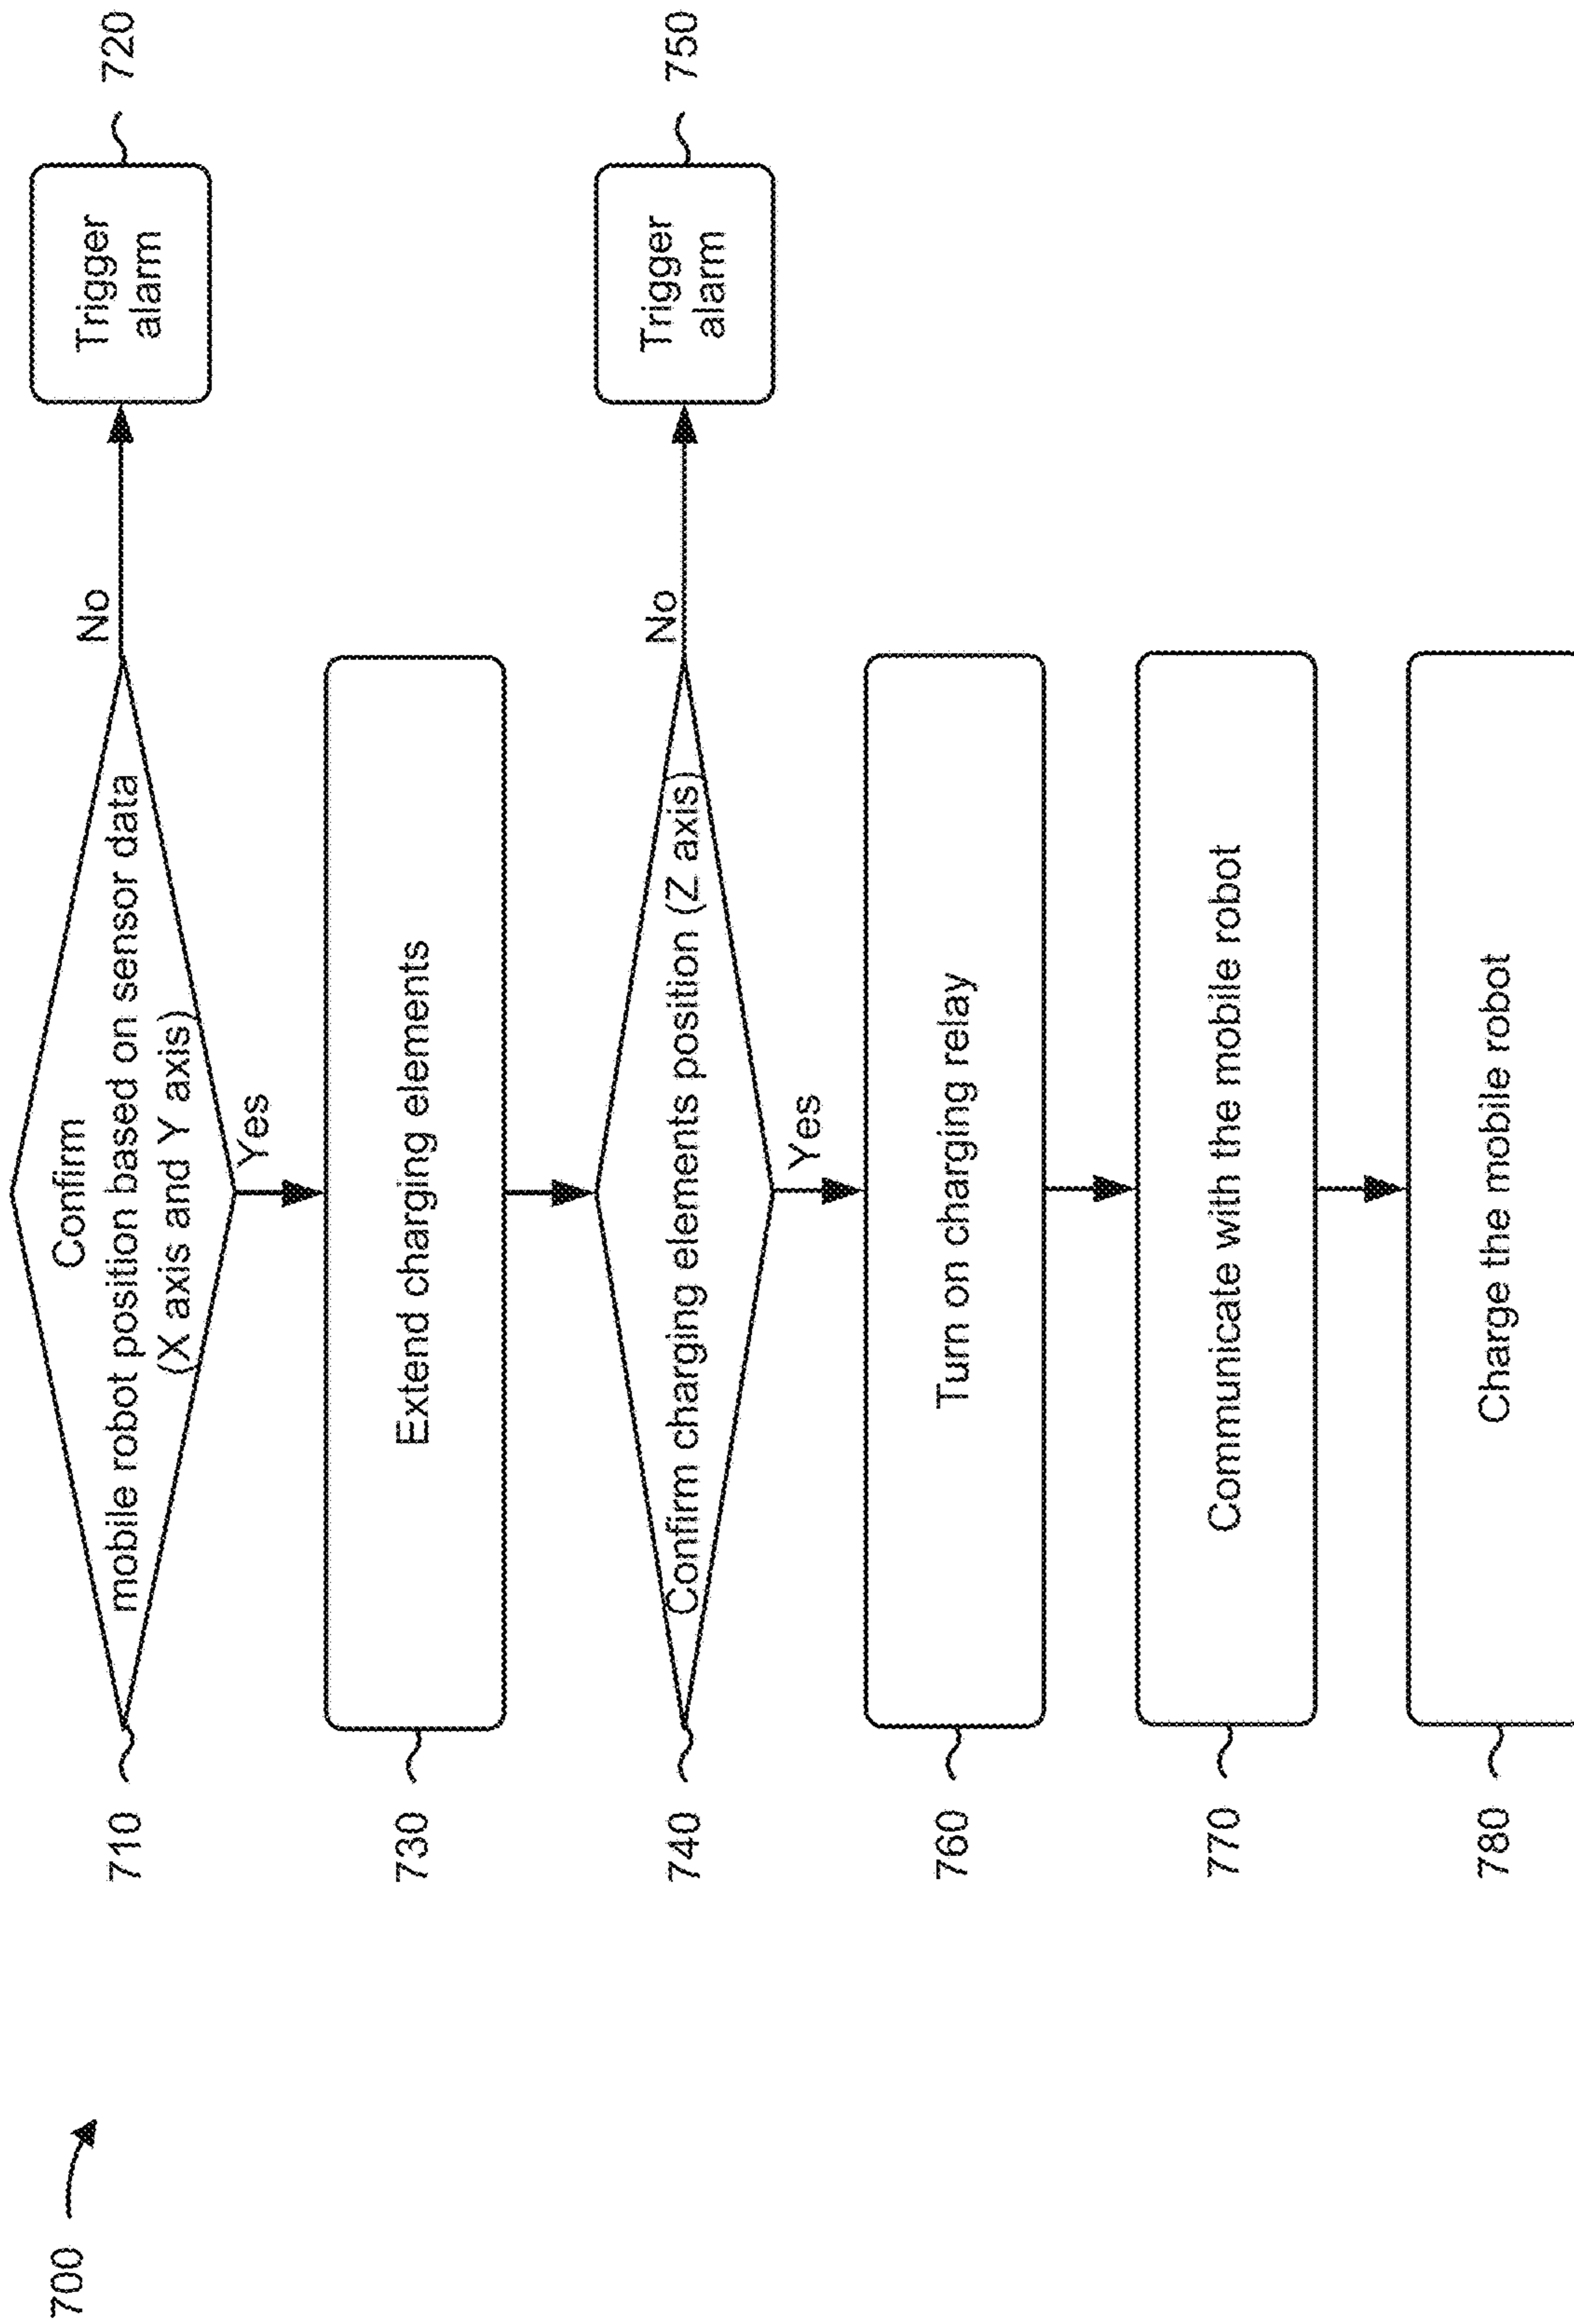 700
710
Confirm
mobile robot position based on sensor data
(X axis and Y axis)
No
Trigger
alarm
720
Yes
730
Extend charging elements
740
Confirm charging elements position (Z axis)
No
Trigger
alarm
750
Yes
760
Turn on charging relay
770
Communicate with the mobile robot
780
Charge the mobile robot